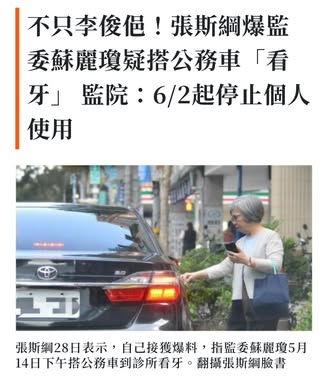 不只李俊俋！張斯綱爆監
委蘇麗瓊疑搭公務車「看
牙」 監院：6/2起停止個人
使用
張斯綱28日表示，自己接獲爆料，指監委蘇麗瓊5月
14日下午搭公務車到診所看牙。翻攝張斯綱臉書